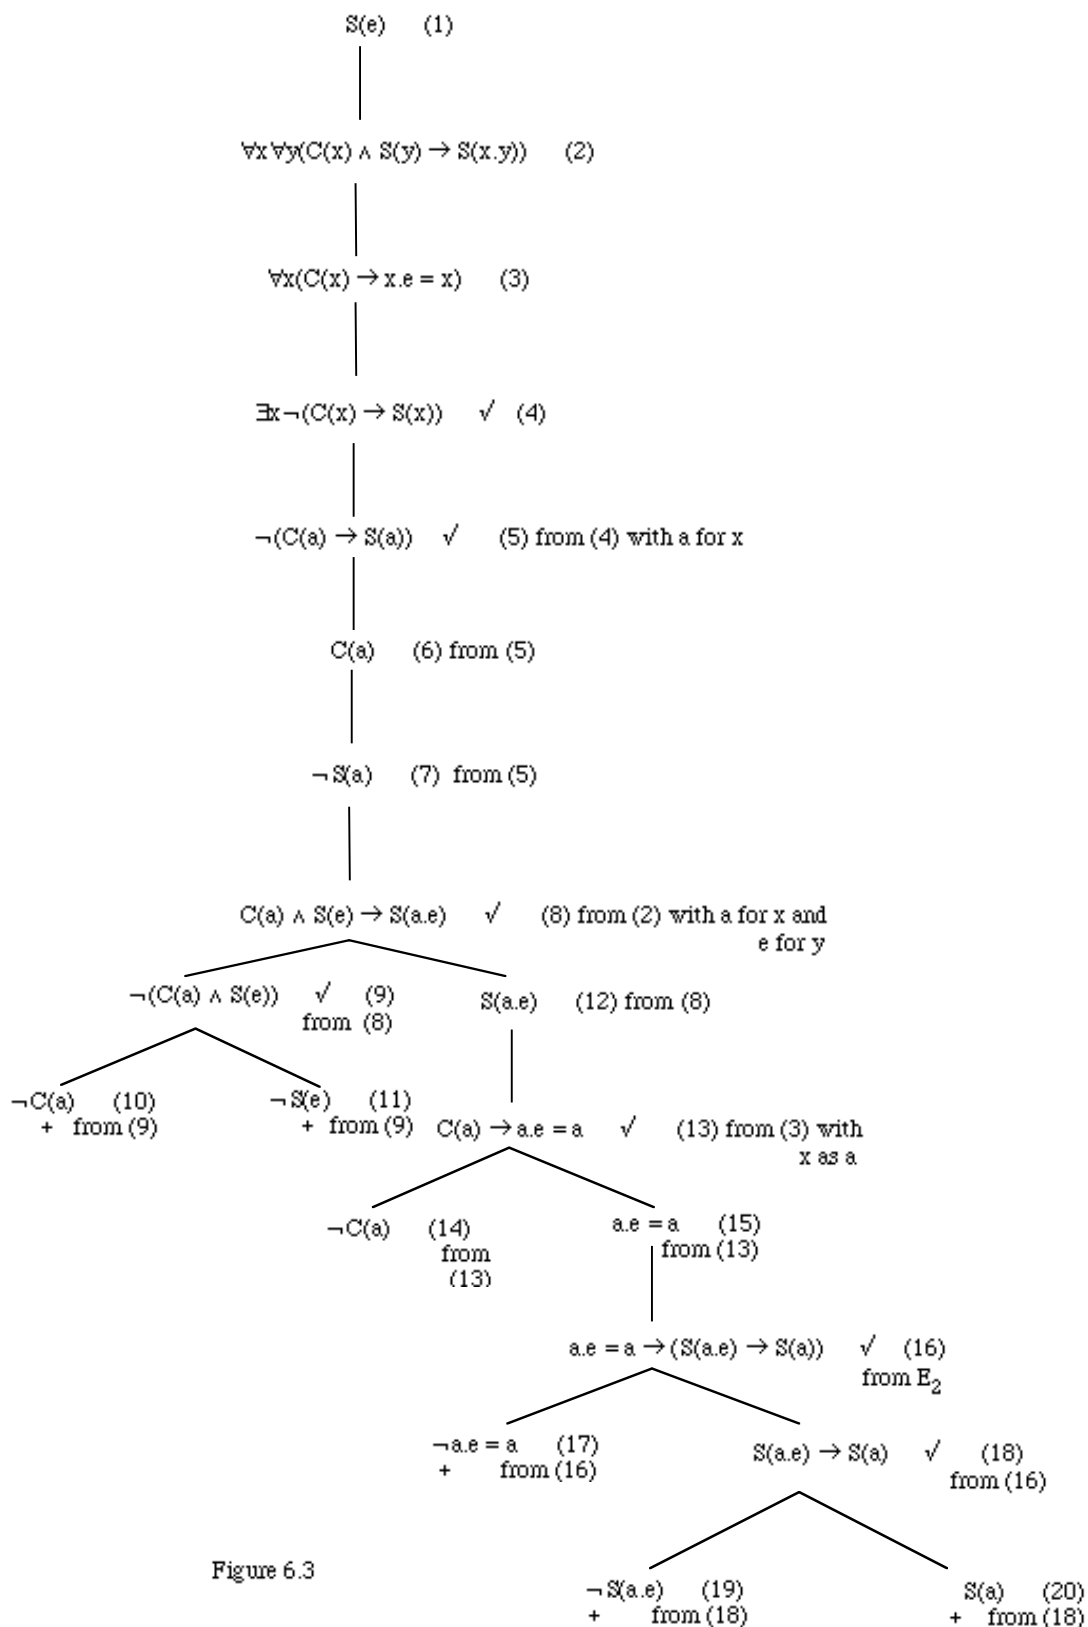 S(e) (1)
∀x ∀y(C(x) ∧ S(y) → S(x.y)) (2)
∀x(C(x) → x.e = x) (3)
∃x¬(C(x) → S(x)) √ (4)
¬(C(a) → S(a)) √ (5) from (4) with a for x
C(a) (6) from (5)
¬S(a) (7) from (5)
C(a) ∧ S(e) → S(a.e) √ (8) from (2) with a for x and
e for y
¬(C(a) ∧ S(e)) √ (9)
from (8)
S(a.e) (12) from (8)
¬C(a) (10)
+ from (9)
¬S(e) (11)
+ from (9)
C(a) → a.e = a √ (13) from (3) with
x as a
¬C(a) (14)
from
(13)
a.e = a (15)
from (13)
a.e = a → (S(a.e) → S(a)) √ (16)
from E₂
¬a.e = a (17)
+ from (16)
S(a.e) → S(a) √ (18)
from (16)
Figure 6.3
¬S(a.e) (19)
+ from (18)
S(a) (20)
+ from (18)